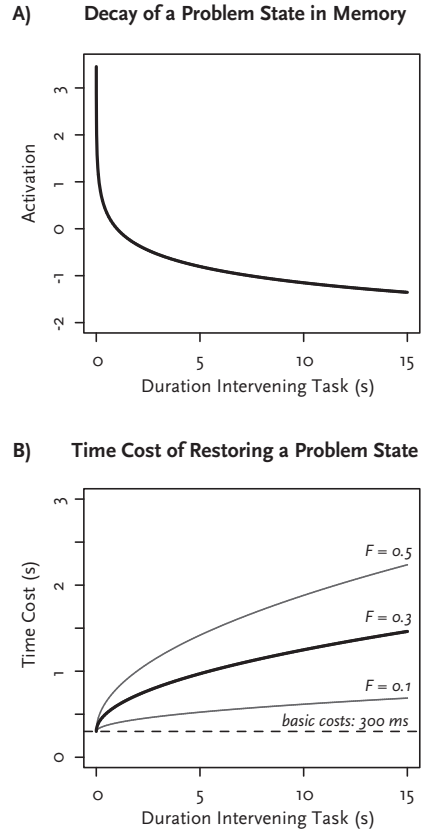 A) Decay of a Problem State in Memory
Activation
3
2
1
0
-1
-2
0 5 10 15
Duration Intervening Task (s)
B) Time Cost of Restoring a Problem State
Time Cost (s)
3
2
1
0
F = 0.5
F = 0.3
F = 0.1
basic costs: 300 ms
0 5 10 15
Duration Intervening Task (s)